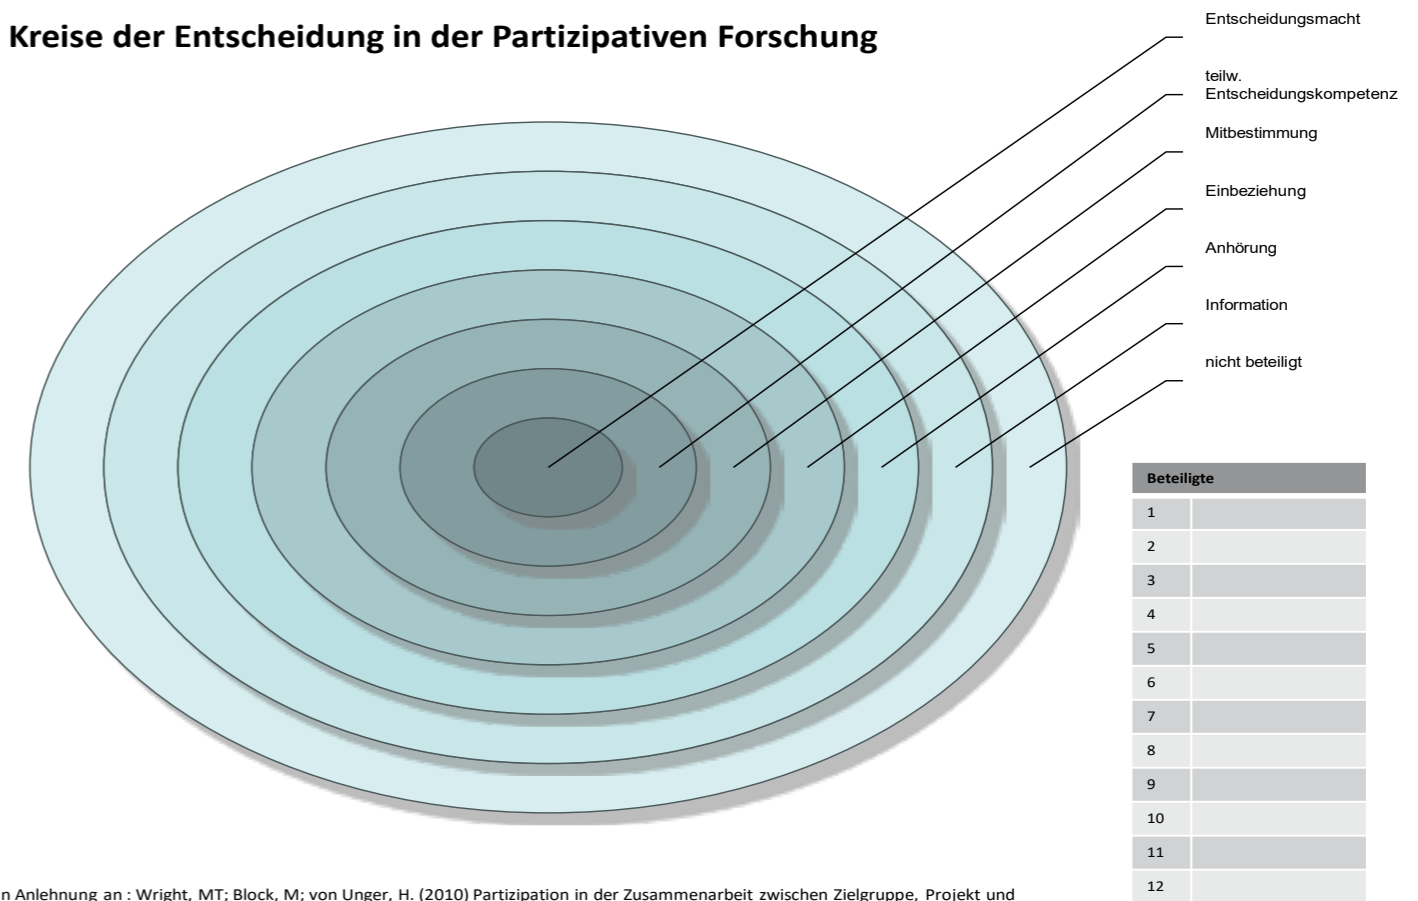 Kreise der Entscheidung in der Partizipativen Forschung
Entscheidungsmacht
teilw.
Entscheidungskompetenz
Mitbestimmung
Einbeziehung
Anhörung
Information
nicht beteiligt
Beteiligte
1
2
3
4
5
6
7
8
9
10
11
12
n Anlehnung an : Wright, MT; Block, M; von Unger, H. (2010) Partizipation in der Zusammenarbeit zwischen Zielgruppe, Projekt und